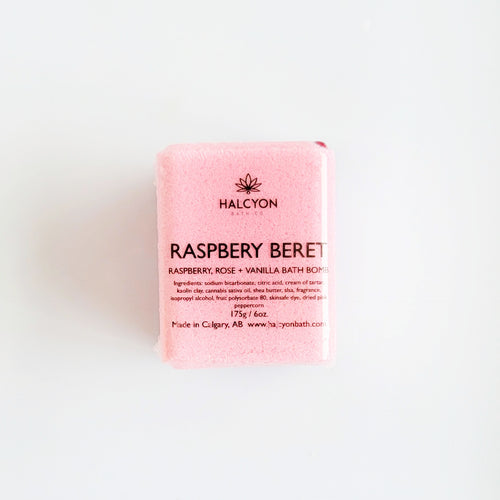 HALCYON
BATH CO.
RASPBERY BERET
RASPBERRY, ROSE + VANILLA BATH BOMB
Ingredients: sodium bicarbonate, citric acid, cream of tartar,
kaolin clay, cannabis sativa oil, shea butter, slsa, fragrance,
isopropyl alcohol, fruit polysorbate 80, skinsafe dye, dried pink
peppercorn
175g / 6oz.
Made in Calgary, AB www.halcyonbath.com